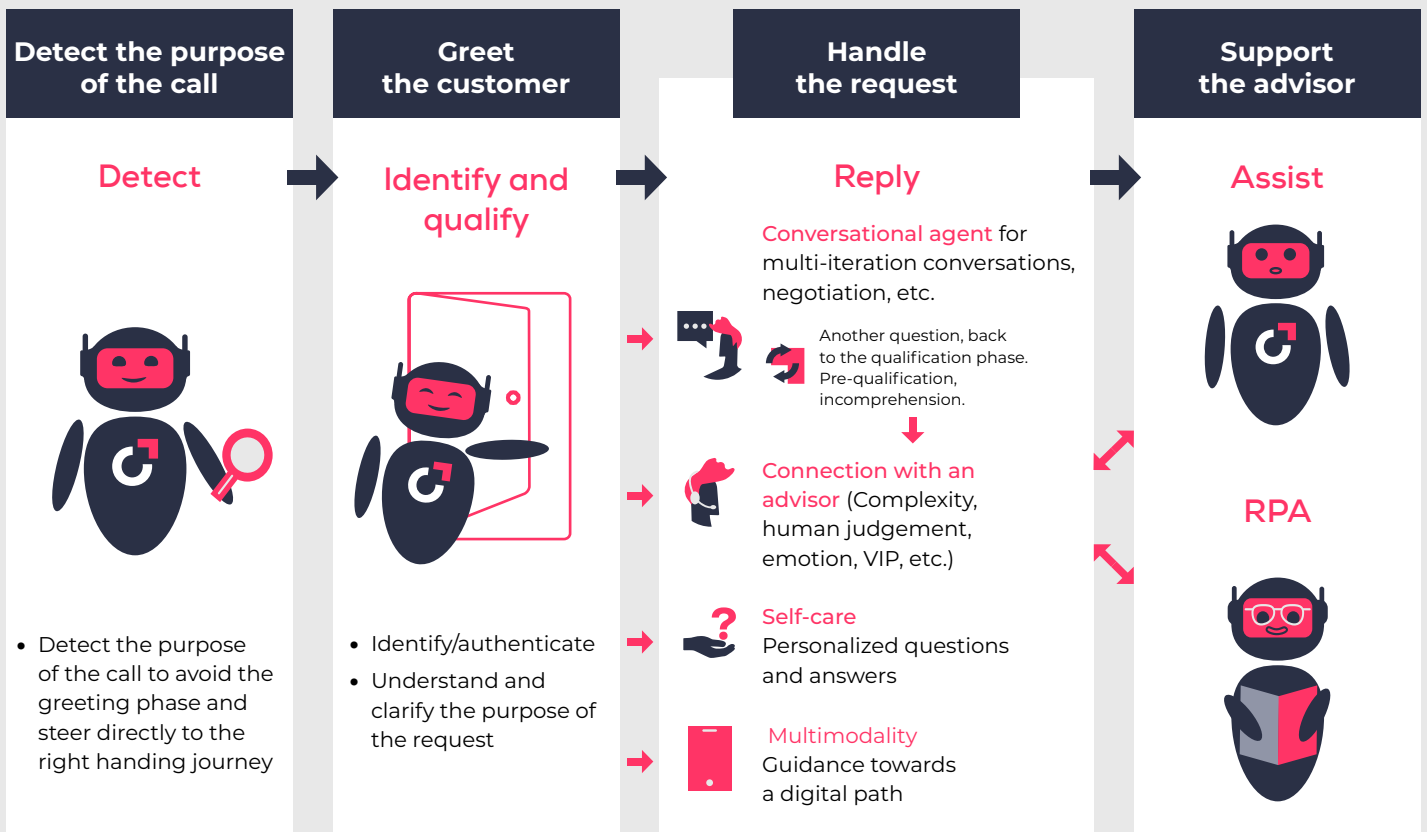 Detect the purpose
of the call
Detect
• Detect the purpose
of the call to avoid the
greeting phase and
steer directly to the
right handing journey
Greet
the customer
Identify and
qualify
• Identify/authenticate
• Understand and
clarify the purpose of
the request
Handle
the request
Reply
Conversational agent for
multi-iteration conversations,
negotiation, etc.
Another question, back
to the qualification phase.
Pre-qualification,
incomprehension.
Connection with an
advisor (Complexity,
human judgement,
emotion, VIP, etc.)
?
Self-care
Personalized questions
and answers
Multimodality
Guidance towards
a digital path
Support
the advisor
Assist
RPA